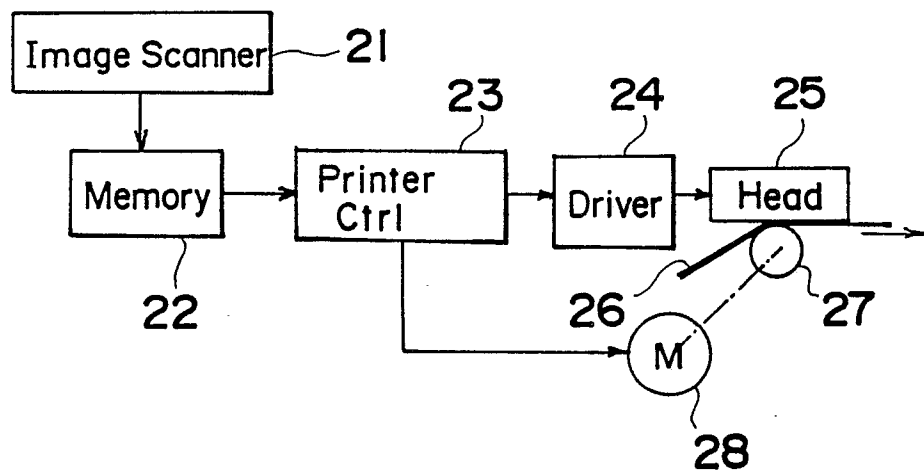 Image Scanner
21
23
24
25
Memory
Printer
Ctrl
Driver
Head
22
26
27
M
28